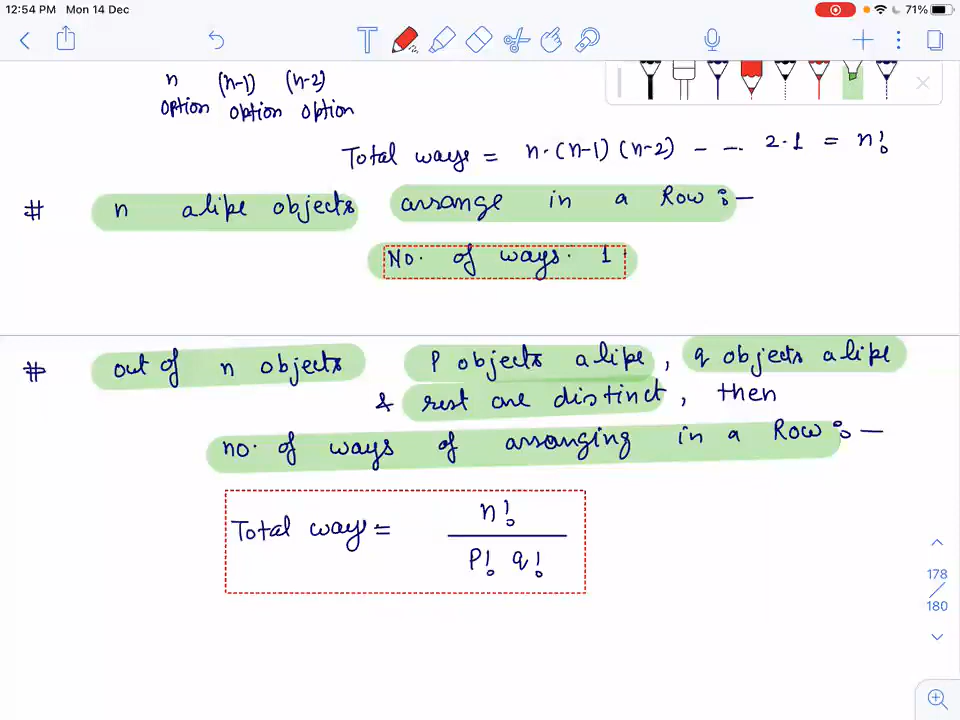 12:54 PM Mon 14 Dec 71%
n (n-1) (n-2)
option option option
Total ways = n·(n-1)(n-2) - -- 2·1 = n!
# n alike objects arrange in a Row :-
No. of ways. 1
# out of n objects P objects alike, q objects alike
& rest are distinct, then
no. of ways of arranging in a Row :-
Total ways = n! / P! q!
178
180